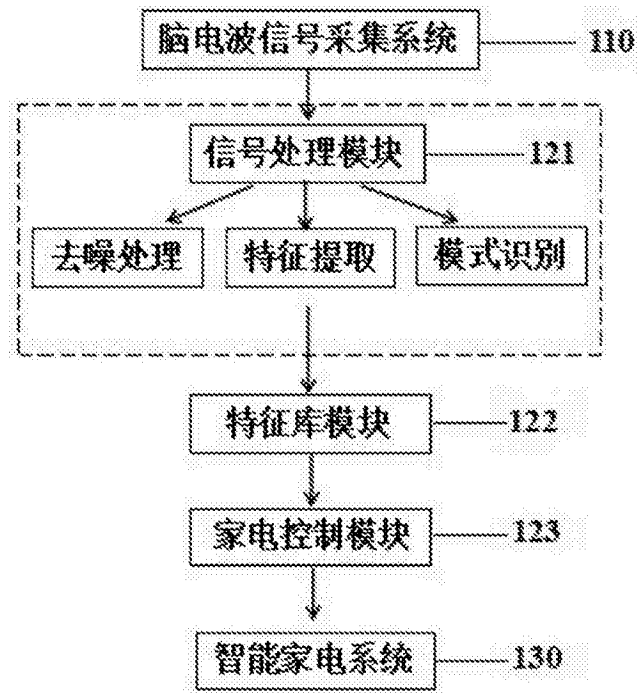 脑电波信号采集系统 110
信号处理模块 121
去噪处理 特征提取 模式识别
特征库模块 122
家电控制模块 123
智能家电系统 130